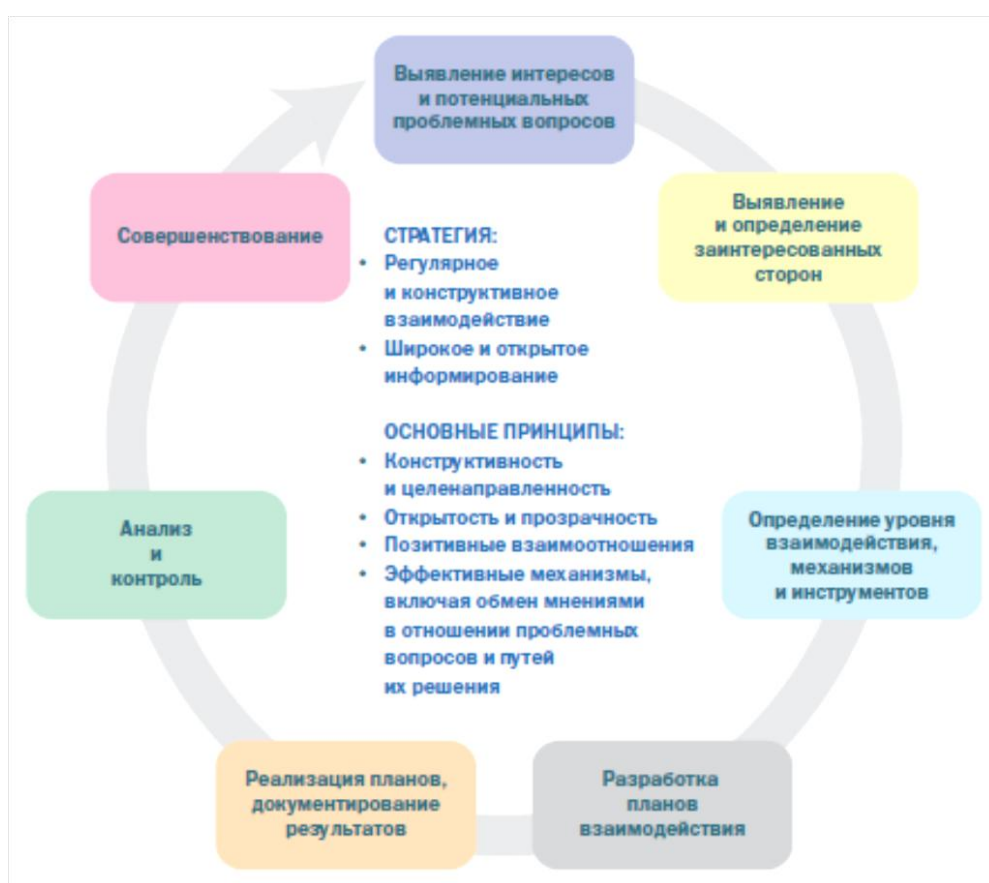 Выявление интересов
и потенциальных
проблемных вопросов
Выявление
и определение
заинтересованных
сторон
Определение уровня
взаимодействия,
механизмов
и инструментов
Разработка
планов
взаимодействия
Реализация планов,
документирование
результатов
Анализ
и
контроль
Совершенствование
СТРАТЕГИЯ:
• Регулярное
и конструктивное
взаимодействие
• Широкое и открытое
информирование
ОСНОВНЫЕ ПРИНЦИПЫ:
• Конструктивность
и целенаправленность
• Открытость и прозрачность
• Позитивные взаимоотношения
• Эффективные механизмы,
включая обмен мнениями
в отношении проблемных
вопросов и путей
их решения